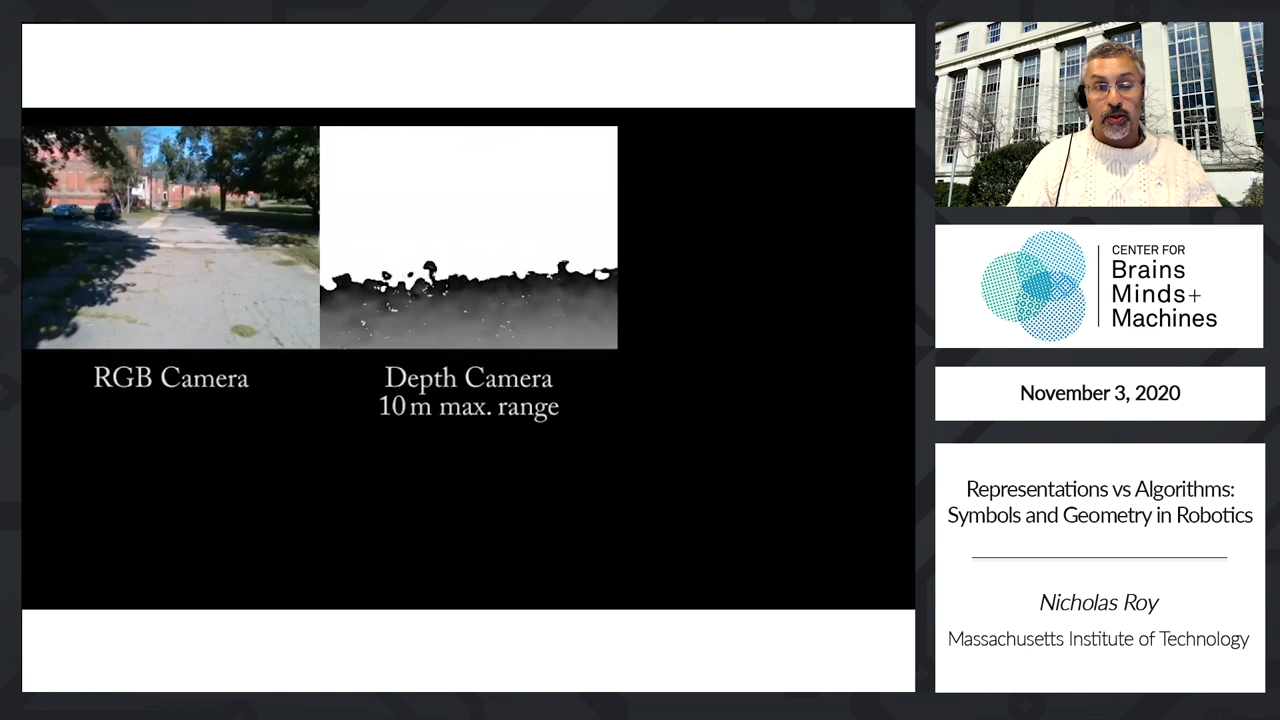 RGB Camera
Depth Camera
10 m max. range
CENTER FOR
Brains
Minds+
Machines
November 3, 2020
Representations vs Algorithms:
Symbols and Geometry in Robotics
Nicholas Roy
Massachusetts Institute of Technology